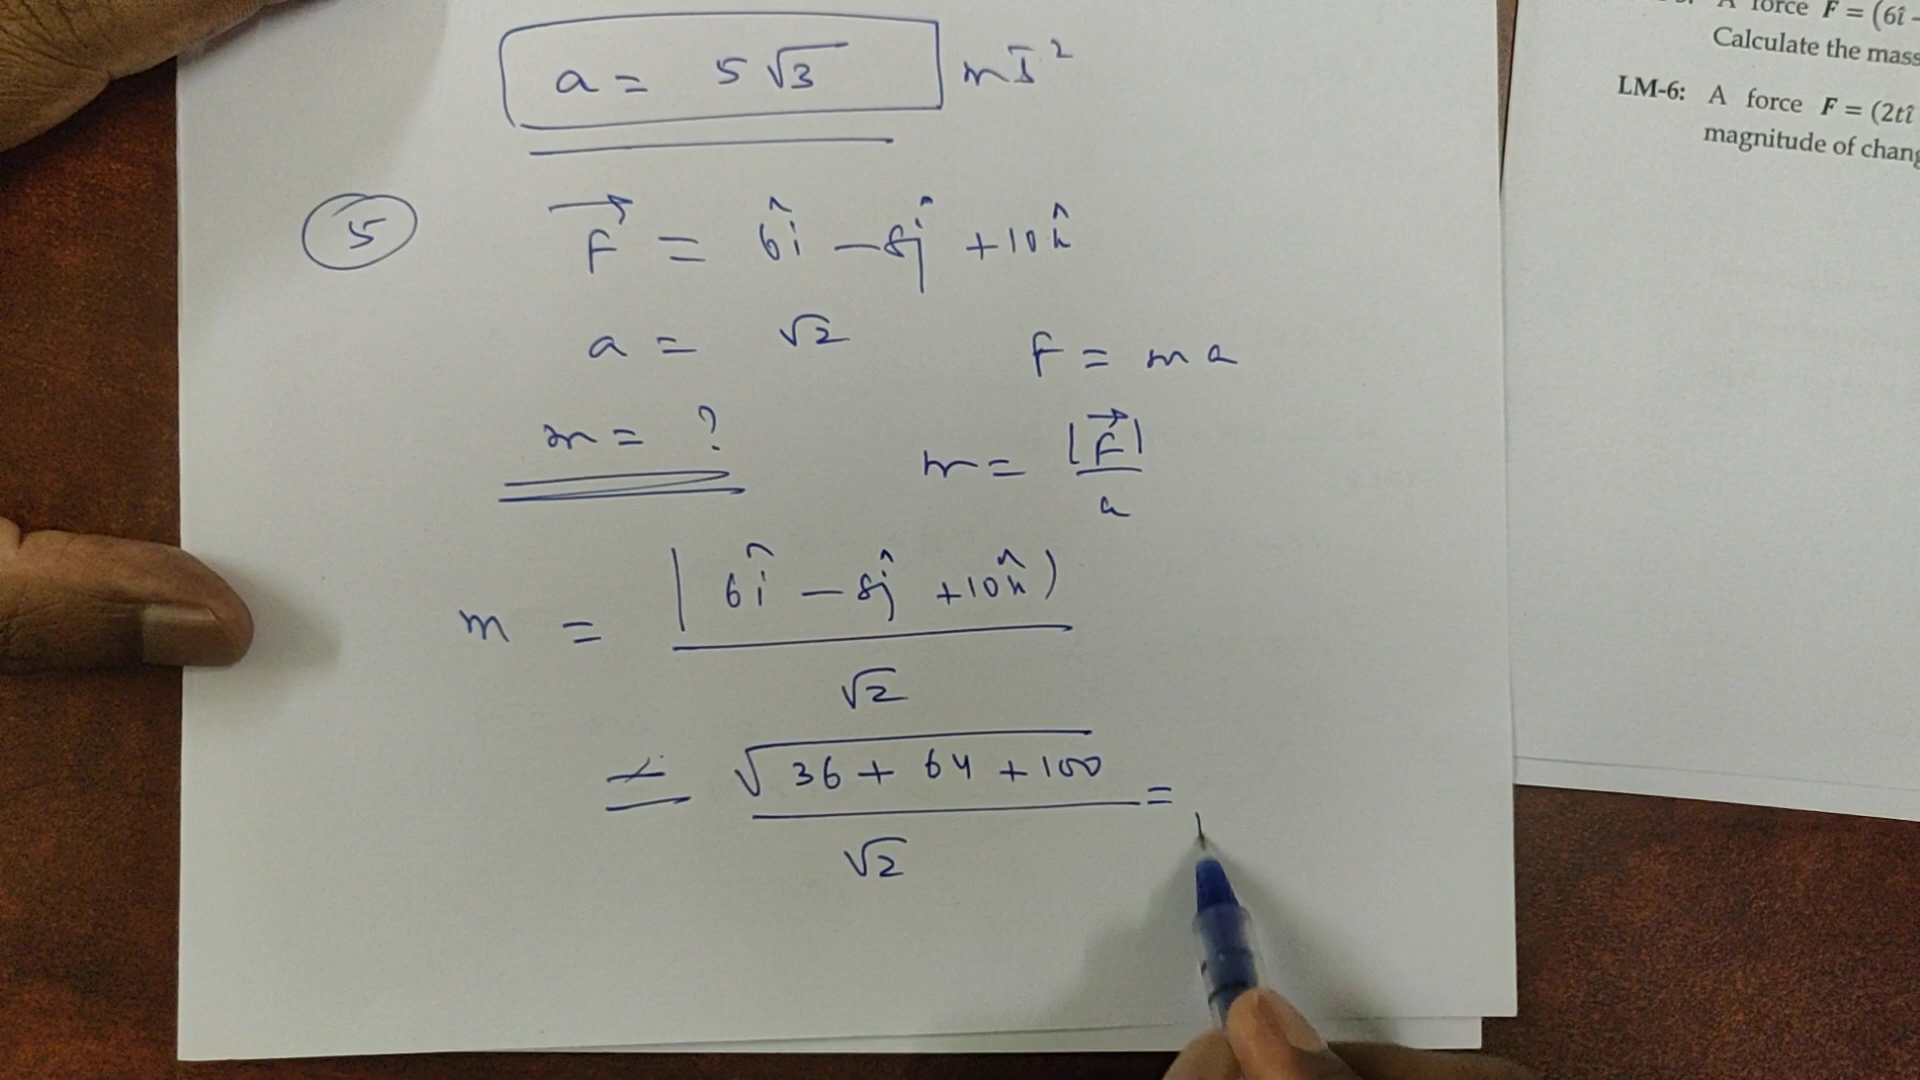 a = 5√3 ms⁻²
5 F⃗ = 6î − 8ĵ + 10k̂
a = √2
F = ma
m = ?
m = |F⃗| / a
m = |6î − 8ĵ + 10k̂) / √2
= √36 + 64 + 100 / √2 =
A force F = (6î −
Calculate the mass
LM-6: A force F = (2tî
magnitude of chang